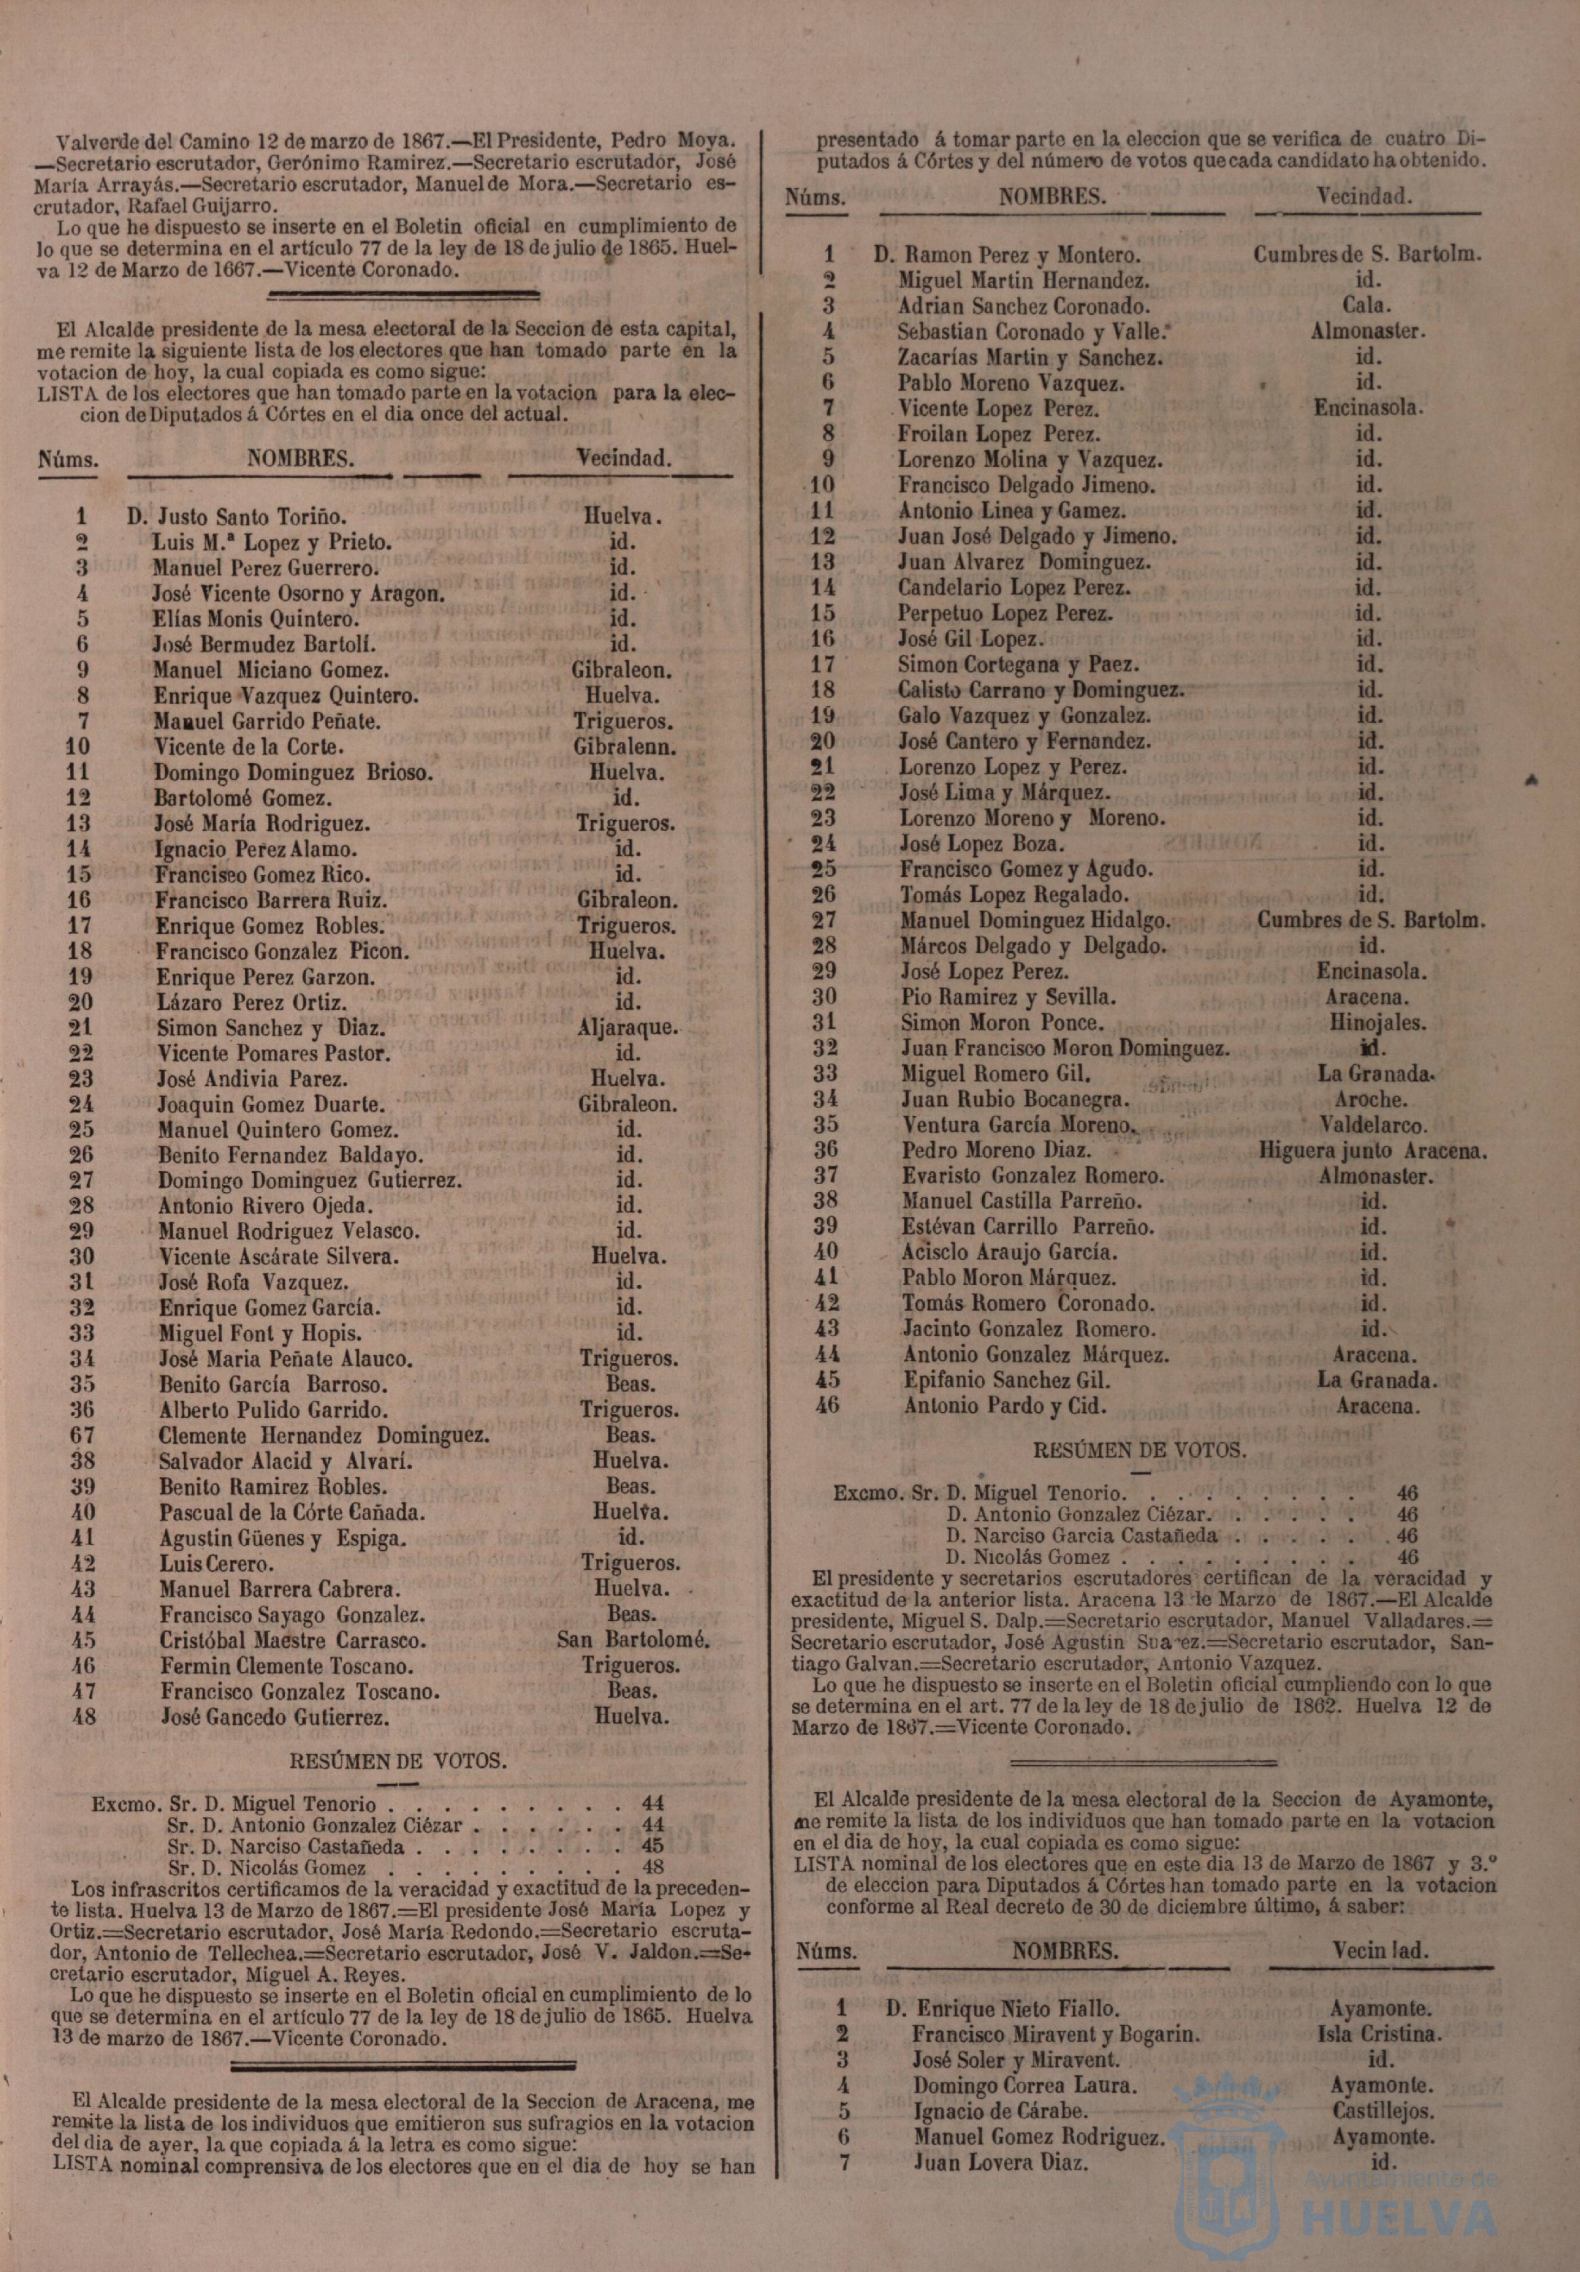 Valverde del Camino 12 de marzo de 1867.—El Presidente, Pedro Moya.
—Secretario escrutador, Gerónimo Ramirez.—Secretario escrutador, José
María Arrayás.—Secretario escrutador, Manuel de Mora.—Secretario es-
crutador, Rafael Guijarro.
Lo que he dispuesto se inserte en el Boletin oficial en cumplimiento de
lo que se determina en el artículo 77 de la ley de 18 de julio de 1865. Huel-
va 12 de Marzo de 1667.—Vicente Coronado.
El Alcalde presidente de la mesa electoral de la Seccion de esta capital,
me remite la siguiente lista de los electores que han tomado parte en la
votacion de hoy, la cual copiada es como sigue:
LISTA de los electores que han tomado parte en la votacion para la elec-
cion de Diputados á Córtes en el dia once del actual.
Núms. NOMBRES. Vecindad.
1 D. Justo Santo Toriño. Huelva.
2 Luis M.ª Lopez y Prieto. id.
3 Manuel Perez Guerrero. id.
4 José Vicente Osorno y Aragon. id.
5 Elías Monis Quintero. id.
6 José Bermudez Bartolí. id.
9 Manuel Miciano Gomez. Gibraleon.
8 Enrique Vazquez Quintero. Huelva.
7 Manuel Garrido Peñate. Trigueros.
10 Vicente de la Corte. Gibralenn.
11 Domingo Dominguez Brioso. Huelva.
12 Bartolomé Gomez. id.
13 José María Rodriguez. Trigueros.
14 Ignacio Perez Alamo. id.
15 Francisco Gomez Rico. id.
16 Francisco Barrera Ruiz. Gibraleon.
17 Enrique Gomez Robles. Trigueros.
18 Francisco Gonzalez Picon. Huelva.
19 Enrique Perez Garzon. id.
20 Lázaro Perez Ortiz. id.
21 Simon Sanchez y Diaz. Aljaraque.
22 Vicente Pomares Pastor. id.
23 José Andivia Parez. Huelva.
24 Joaquin Gomez Duarte. Gibraleon.
25 Manuel Quintero Gomez. id.
26 Benito Fernandez Baldayo. id.
27 Domingo Dominguez Gutierrez. id.
28 Antonio Rivero Ojeda. id.
29 Manuel Rodriguez Velasco. id.
30 Vicente Ascárate Silvera. Huelva.
31 José Rofa Vazquez. id.
32 Enrique Gomez García. id.
33 Miguel Font y Hopis. id.
34 José Maria Peñate Alauco. Trigueros.
35 Benito García Barroso. Beas.
36 Alberto Pulido Garrido. Trigueros.
67 Clemente Hernandez Dominguez. Beas.
38 Salvador Alacid y Alvarí. Huelva.
39 Benito Ramirez Robles. Beas.
40 Pascual de la Córte Cañada. Huelva.
41 Agustin Güenes y Espiga. id.
42 Luis Cerero. Trigueros.
43 Manuel Barrera Cabrera. Huelva.
44 Francisco Sayago Gonzalez. Beas.
45 Cristóbal Maestre Carrasco. San Bartolomé.
46 Fermin Clemente Toscano. Trigueros.
47 Francisco Gonzalez Toscano. Beas.
48 José Gancedo Gutierrez. Huelva.
RESÚMEN DE VOTOS.
Excmo. Sr. D. Miguel Tenorio . . . . . . . . . 44
Sr. D. Antonio Gonzalez Ciézar . . . . . . 44
Sr. D. Narciso Castañeda . . . . . . . . 45
Sr. D. Nicolás Gomez . . . . . . . . . 48
Los infrascritos certificamos de la veracidad y exactitud de la preceden-
te lista. Huelva 13 de Marzo de 1867.=El presidente José María Lopez y
Ortiz.=Secretario escrutador, José María Redondo.=Secretario escruta-
dor, Antonio de Tellechea.=Secretario escrutador, José V. Jaldon.=Se-
cretario escrutador, Miguel A. Reyes.
Lo que he dispuesto se inserte en el Boletin oficial en cumplimiento de lo
que se determina en el artículo 77 de la ley de 18 de julio de 1865. Huelva
13 de marzo de 1867.—Vicente Coronado.
El Alcalde presidente de la mesa electoral de la Seccion de Aracena, me
remite la lista de los individuos que emitieron sus sufragios en la votacion
del dia de ayer, la que copiada á la letra es como sigue:
LISTA nominal comprensiva de los electores que en el dia de hoy se han
presentado á tomar parte en la eleccion que se verifica de cuatro Di-
putados á Córtes y del número de votos que cada candidato ha obtenido.
Núms. NOMBRES. Vecindad.
1 D. Ramon Perez y Montero. Cumbres de S. Bartolm.
2 Miguel Martin Hernandez. id.
3 Adrian Sanchez Coronado. Cala.
4 Sebastian Coronado y Valle. Almonaster.
5 Zacarías Martin y Sanchez. id.
6 Pablo Moreno Vazquez. id.
7 Vicente Lopez Perez. Encinasola.
8 Froilan Lopez Perez. id.
9 Lorenzo Molina y Vazquez. id.
10 Francisco Delgado Jimeno. id.
11 Antonio Linea y Gamez. id.
12 Juan José Delgado y Jimeno. id.
13 Juan Alvarez Dominguez. id.
14 Candelario Lopez Perez. id.
15 Perpetuo Lopez Perez. id.
16 José Gil Lopez. id.
17 Simon Cortegana y Paez. id.
18 Calisto Carrano y Dominguez. id.
19 Galo Vazquez y Gonzalez. id.
20 José Cantero y Fernandez. id.
21 Lorenzo Lopez y Perez. id.
22 José Lima y Márquez. id.
23 Lorenzo Moreno y Moreno. id.
24 José Lopez Boza. id.
25 Francisco Gomez y Agudo. id.
26 Tomás Lopez Regalado. id.
27 Manuel Dominguez Hidalgo. Cumbres de S. Bartolm.
28 Márcos Delgado y Delgado. id.
29 José Lopez Perez. Encinasola.
30 Pio Ramirez y Sevilla. Aracena.
31 Simon Moron Ponce. Hinojales.
32 Juan Francisco Moron Dominguez. id.
33 Miguel Romero Gil. La Granada.
34 Juan Rubio Bocanegra. Aroche.
35 Ventura García Moreno. Valdelarco.
36 Pedro Moreno Diaz. Higuera junto Aracena.
37 Evaristo Gonzalez Romero. Almonaster.
38 Manuel Castilla Parreño. id.
39 Estévan Carrillo Parreño. id.
40 Acisclo Araujo García. id.
41 Pablo Moron Márquez. id.
42 Tomás Romero Coronado. id.
43 Jacinto Gonzalez Romero. id.
44 Antonio Gonzalez Márquez. Aracena.
45 Epifanio Sanchez Gil. La Granada.
46 Antonio Pardo y Cid. Aracena.
RESÚMEN DE VOTOS.
Excmo. Sr. D. Miguel Tenorio. . . . . . . . . 46
D. Antonio Gonzalez Ciézar. . . . . . 46
D. Narciso Garcia Castañeda . . . . . . 46
D. Nicolás Gomez . . . . . . . . . 46
El presidente y secretarios escrutadores certifican de la veracidad y
exactitud de la anterior lista. Aracena 13 de Marzo de 1867.—El Alcalde
presidente, Miguel S. Dalp.=Secretario escrutador, Manuel Valladares.=
Secretario escrutador, José Agustin Suarez.=Secretario escrutador, San-
tiago Galvan.=Secretario escrutador, Antonio Vazquez.
Lo que he dispuesto se inserte en el Boletin oficial cumpliendo con lo que
se determina en el art. 77 de la ley de 18 de julio de 1862. Huelva 12 de
Marzo de 1867.=Vicente Coronado.
El Alcalde presidente de la mesa electoral de la Seccion de Ayamonte,
me remite la lista de los individuos que han tomado parte en la votacion
en el dia de hoy, la cual copiada es como sigue:
LISTA nominal de los electores que en este dia 13 de Marzo de 1867 y 3.º
de eleccion para Diputados á Córtes han tomado parte en la votacion
conforme al Real decreto de 30 de diciembre último, á saber:
Núms. NOMBRES. Vecin lad.
1 D. Enrique Nieto Fiallo. Ayamonte.
2 Francisco Miravent y Bogarin. Isla Cristina.
3 José Soler y Miravent. id.
4 Domingo Correa Laura. Ayamonte.
5 Ignacio de Cárabe. Castillejos.
6 Manuel Gomez Rodriguez. Ayamonte.
7 Juan Lovera Diaz. id.
Ayuntamiento de
HUELVA